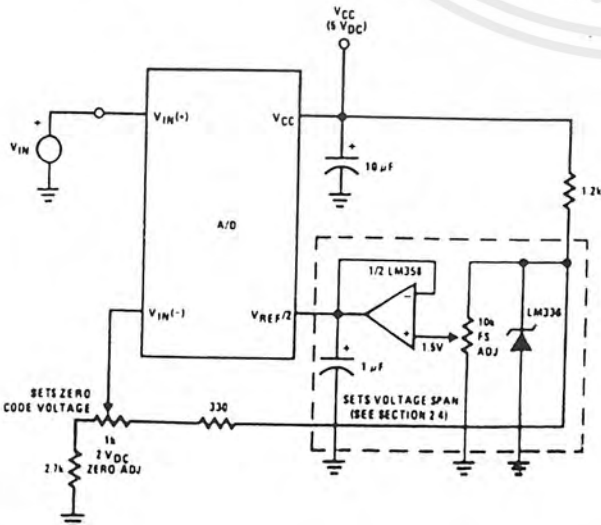 VCC
(5 VDC)
VIN(+)
VCC
+
VIN
+
10 µF
1.2k
A/D
1/2 LM358
-
+
1.5V
10k
FS
ADJ
LM336
VIN(-)
VREF/2
+
1 µF
SETS ZERO
CODE VOLTAGE
330
SETS VOLTAGE SPAN
(SEE SECTION 2.4)
1k
2 VDC
ZERO ADJ
2.7k